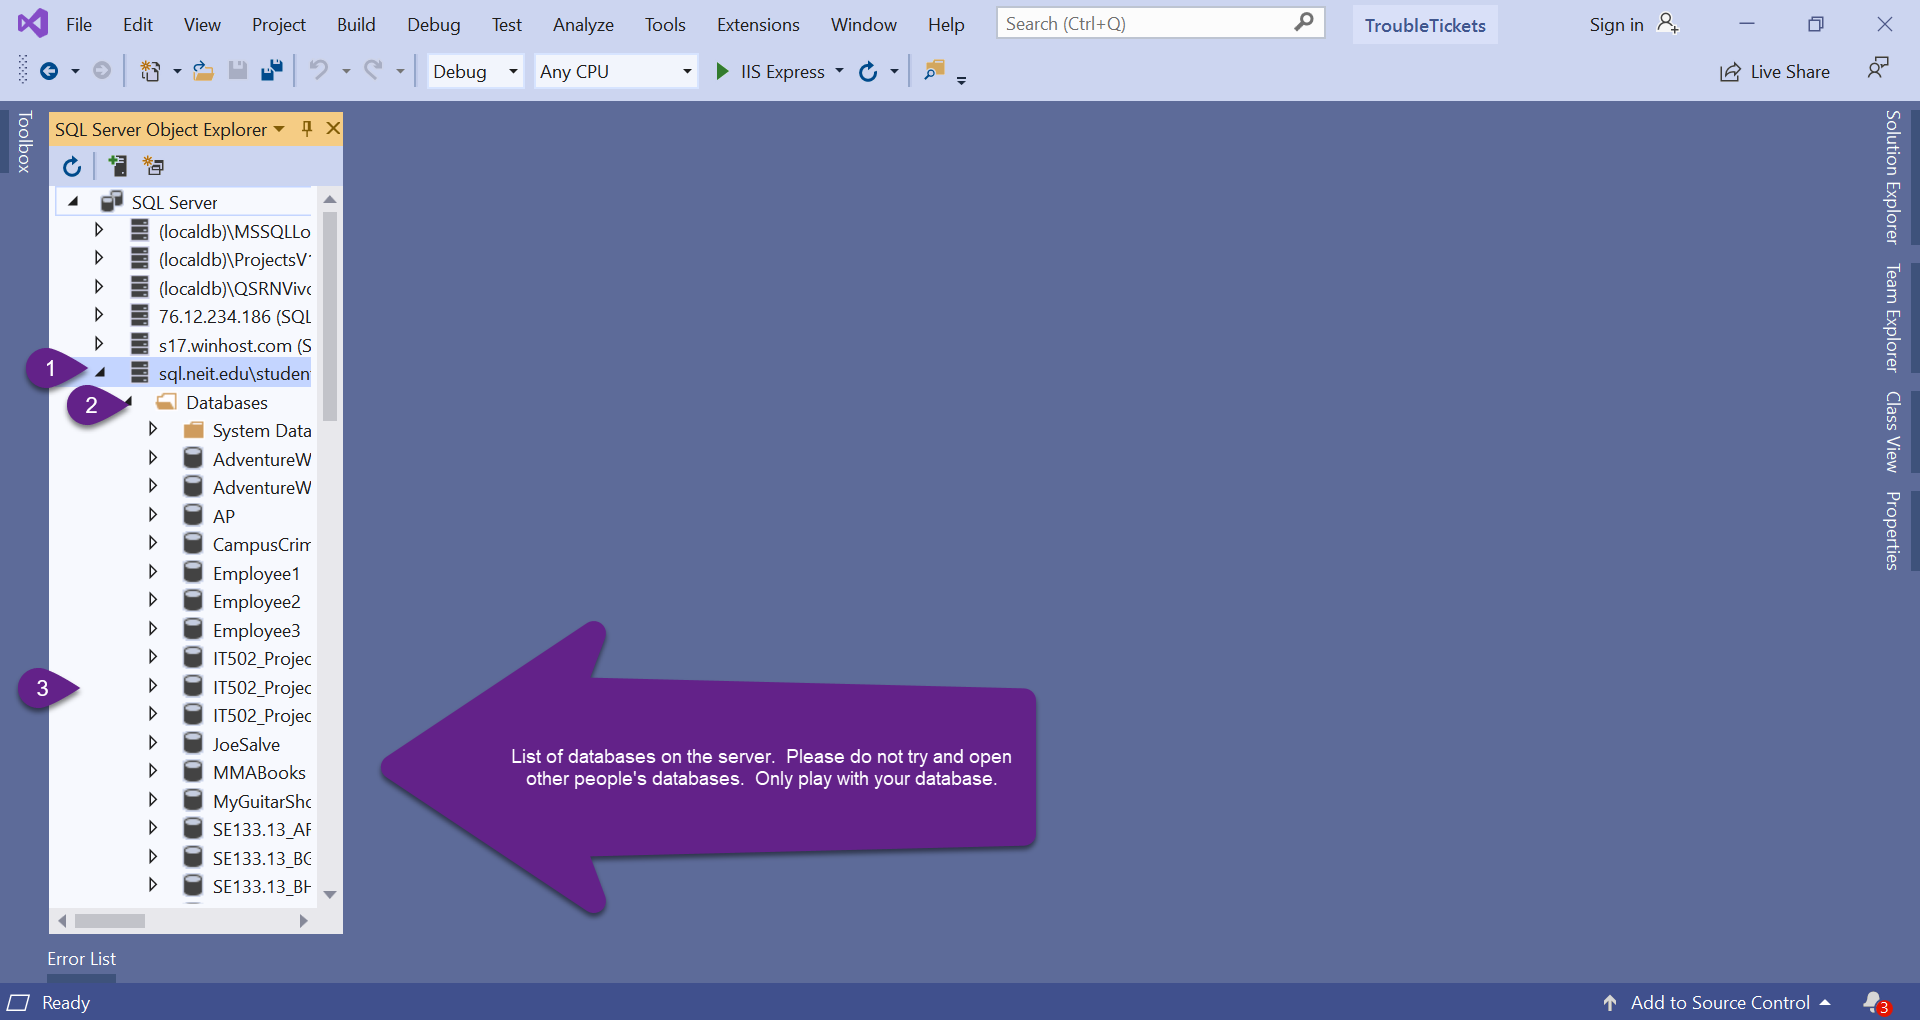 File Edit View Project Build Debug Test Analyze Tools Extensions Window Help Search (Ctrl+Q) TroubleTickets Sign in
Debug Any CPU IIS Express Live Share
Toolbox
SQL Server Object Explorer
SQL Server
(localdb)\MSSQLLo
(localdb)\ProjectsV
(localdb)\QSRNVivo
76.12.234.186 (SQL
s17.winhost.com (S
1
sql.neit.edu\studen
2
Databases
System Data
AdventureW
AdventureW
AP
CampusCrim
Employee1
Employee2
Employee3
IT502_Projec
3
IT502_Projec
IT502_Projec
JoeSalve
MMABooks
MyGuitarSho
SE133.13_AF
SE133.13_BG
SE133.13_BH
List of databases on the server. Please do not try and open
other people's databases. Only play with your database.
Solution Explorer
Team Explorer
Class View
Properties
Error List
Ready Add to Source Control 3